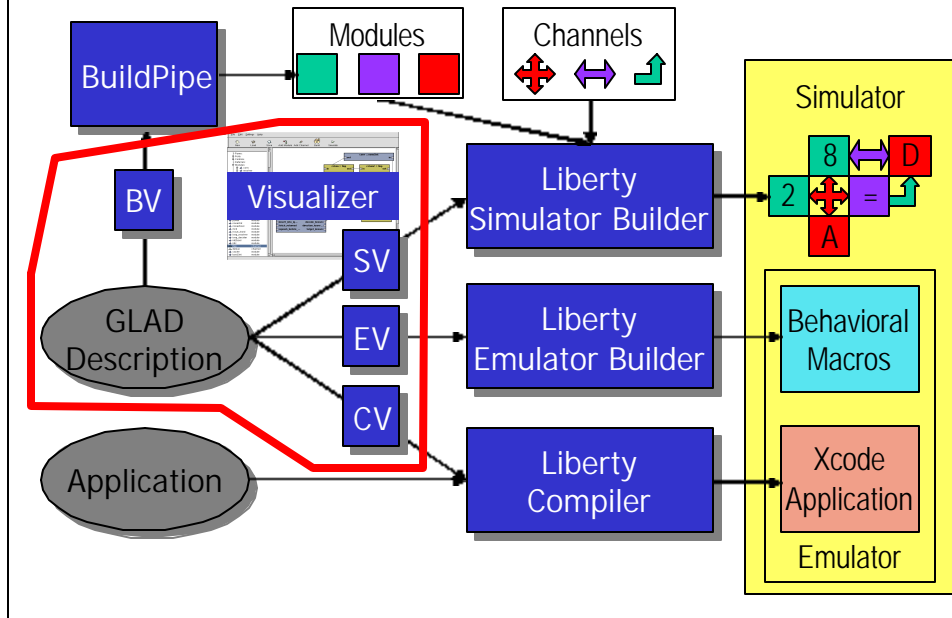 Modules
Channels
BuildPipe
Simulator
8
D
2
=
A
BV
Visualizer
Liberty
Simulator Builder
SV
GLAD
Description
EV
Liberty
Emulator Builder
Behavioral
Macros
CV
Application
Liberty
Compiler
Xcode
Application
Emulator